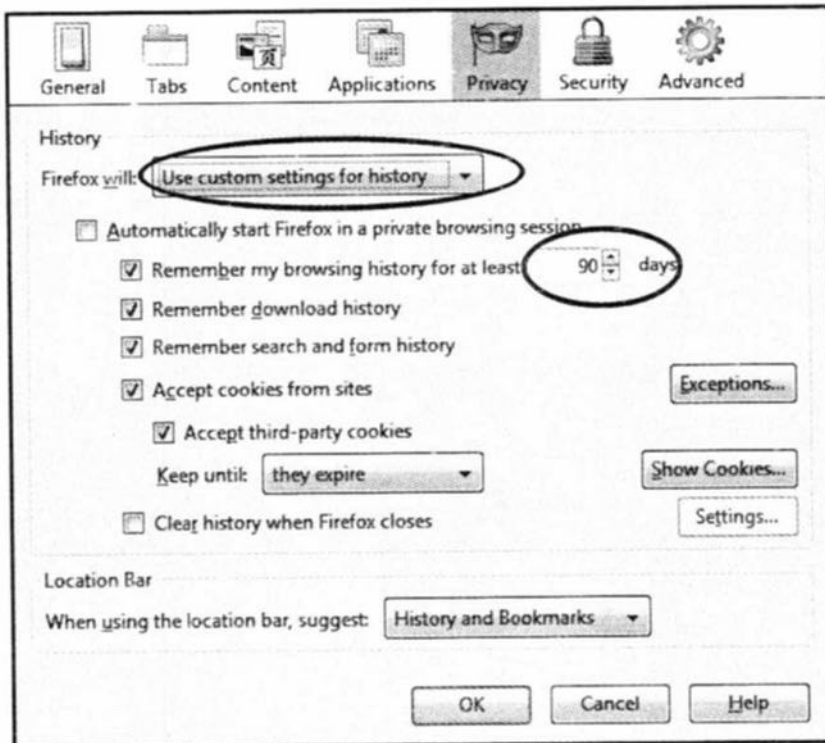 General Tabs Content Applications Privacy Security Advanced
History
Firefox will: Use custom settings for history
Automatically start Firefox in a private browsing session
Remember my browsing history for at least 90 days
Remember download history
Remember search and form history
Accept cookies from sites Exceptions...
Accept third-party cookies
Keep until: they expire Show Cookies...
Clear history when Firefox closes Settings...
Location Bar
When using the location bar, suggest: History and Bookmarks
OK Cancel Help